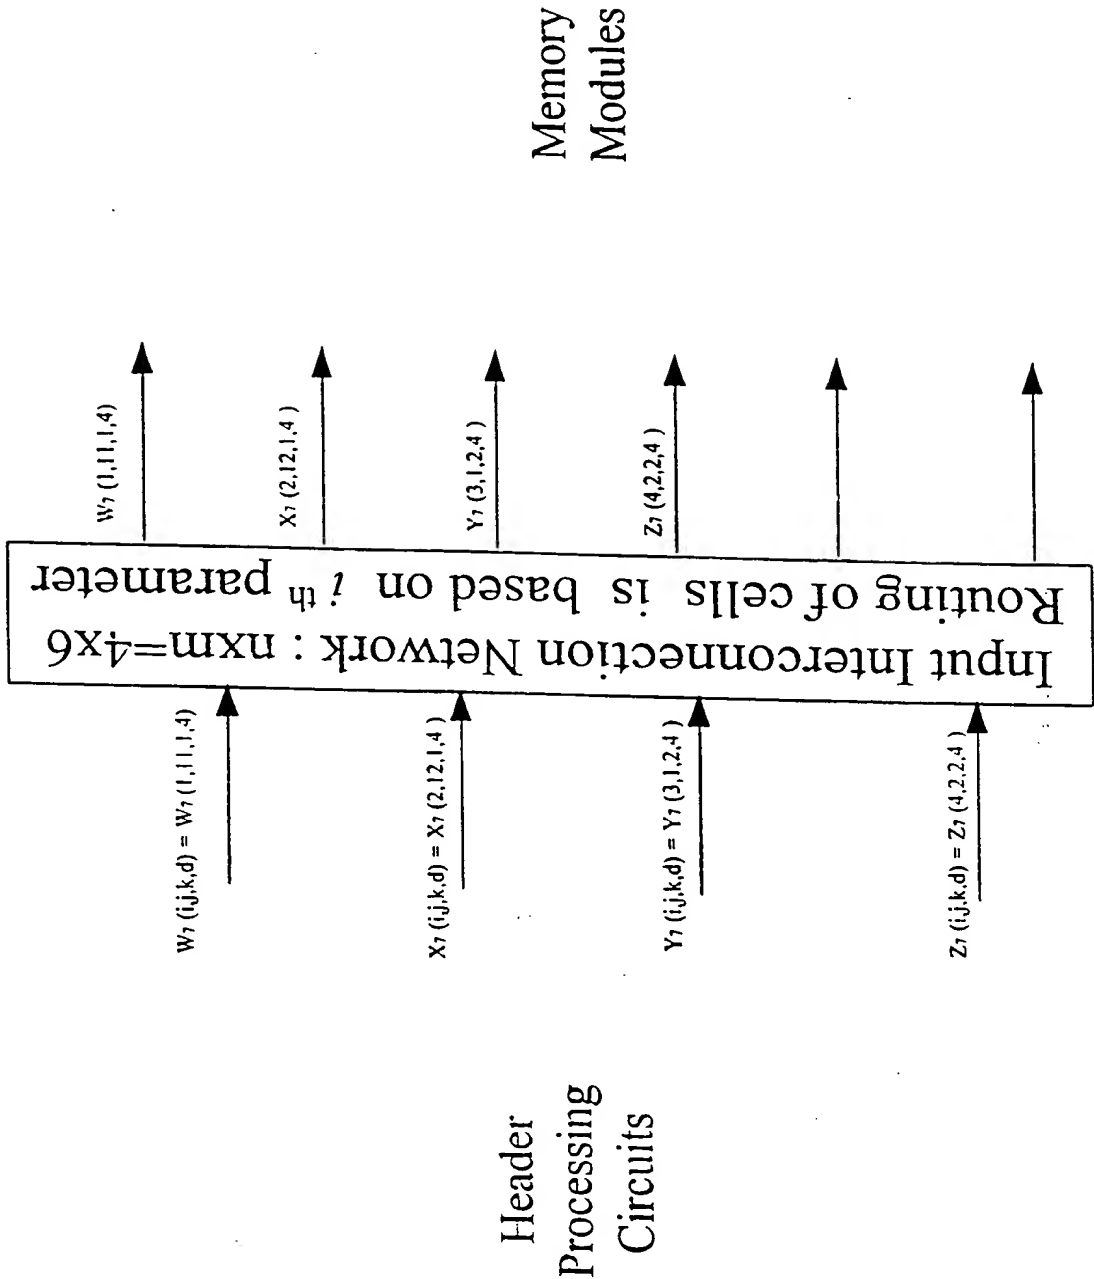 Memory
Modules
W7 (1,11,1,4)
X7 (2,12,1,4 )
Y7 (3,1,2,4 )
Z7 (4,2,2,4 )
Input Interconnection Network : nxm=4x6
Routing of cells is based on i th parameter
W7 (i,j,k,d) = W7 (1,11,1,4)
X7 (i,j,k,d) = X7 (2,12,1,4 )
Y7 (i,j,k,d) = Y7 (3,1,2,4 )
Z7 (i,j,k,d) = Z7 (4,2,2,4 )
Header
Processing
Circuits